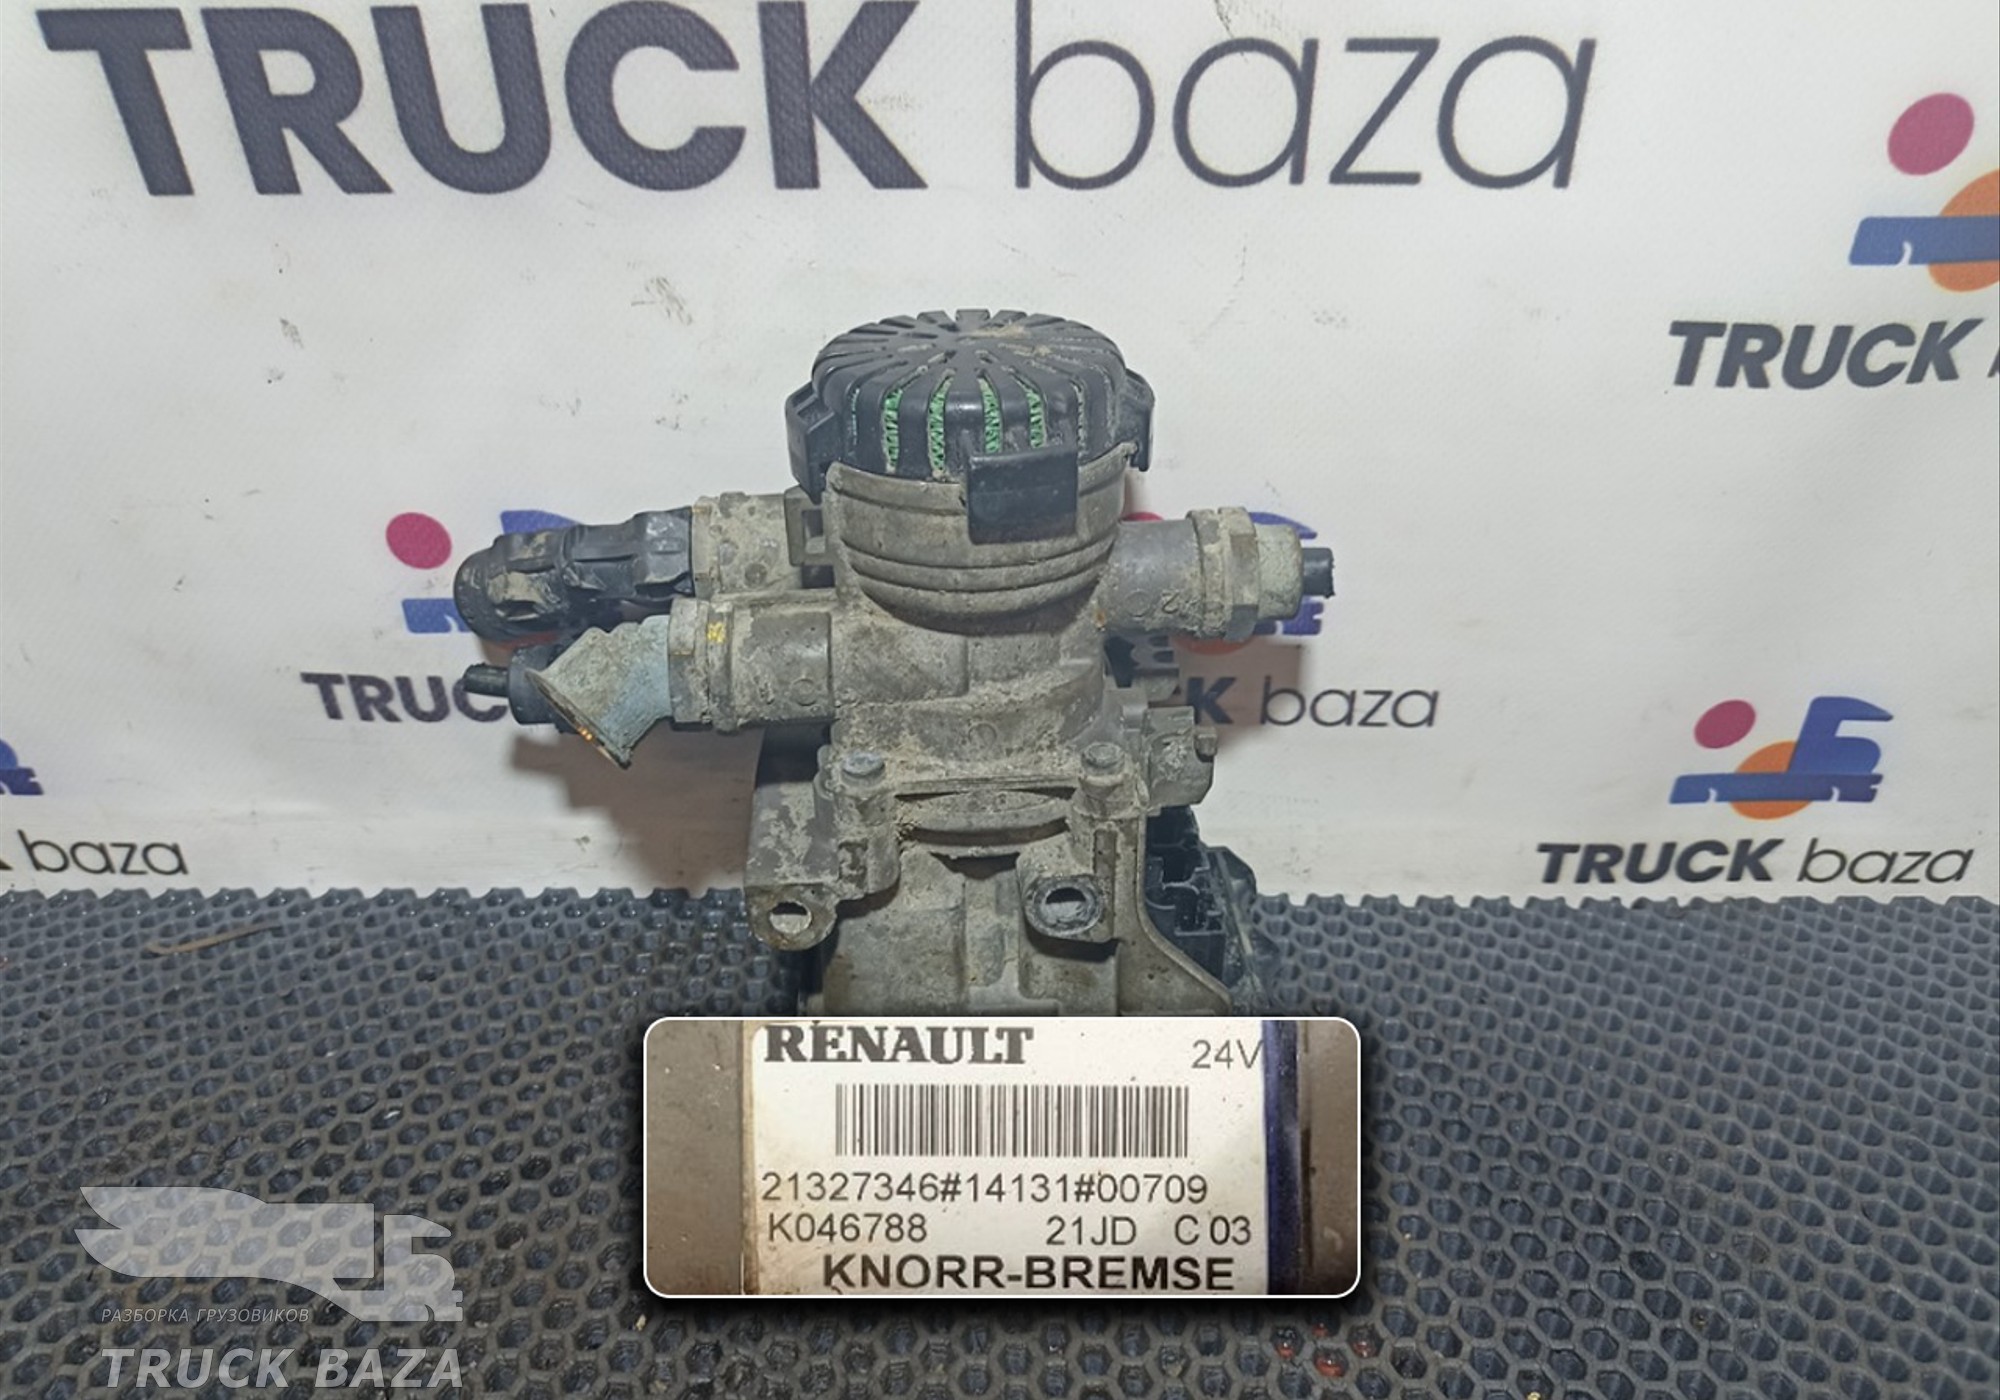 TRUCK baza
TRUCK
TRUC
K baza
TRUCK baza
baza
RENAULT
24V
21327346#14131#00709
K046788 21JD C 03
KNORR-BREMSE
РАЗБОРКА ГРУЗОВИКОВ
TRUCK BAZA